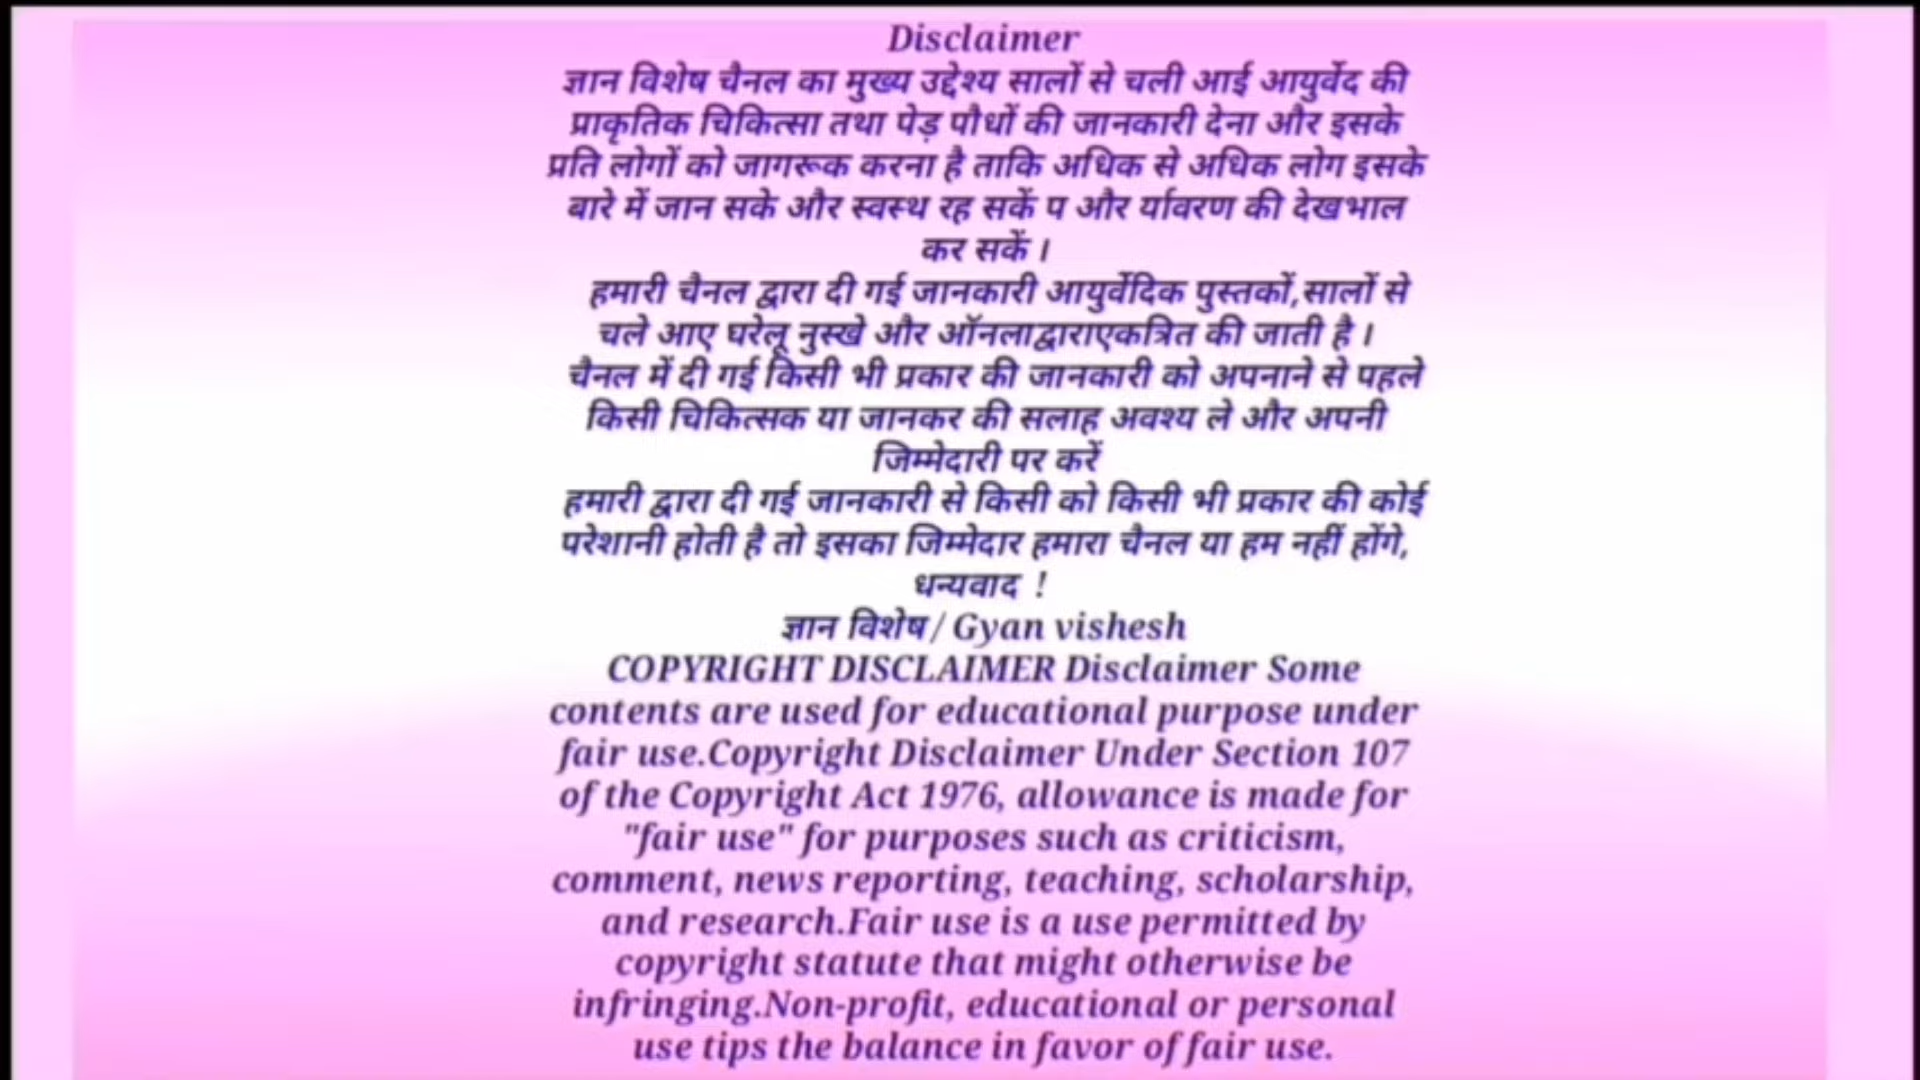 Disclaimer
ज्ञान विशेष चैनल का मुख्य उद्देश्य सालों से चली आई आयुर्वेद की
प्राकृतिक चिकित्सा तथा पेड़ पौधों की जानकारी देना और इसके
प्रति लोगों को जागरूक करना है ताकि अधिक से अधिक लोग इसके
बारे में जान सके और स्वस्थ रह सकें प और र्यावरण की देखभाल
कर सकें ।
हमारी चैनल द्वारा दी गई जानकारी आयुर्वेदिक पुस्तकों,सालों से
चले आए घरेलू नुस्खे और ऑनलाद्वाराएकत्रित की जाती है ।
चैनल में दी गई किसी भी प्रकार की जानकारी को अपनाने से पहले
किसी चिकित्सक या जानकर की सलाह अवश्य ले और अपनी
जिम्मेदारी पर करें
हमारी द्वारा दी गई जानकारी से किसी को किसी भी प्रकार की कोई
परेशानी होती है तो इसका जिम्मेदार हमारा चैनल या हम नहीं होंगे,
धन्यवाद !
ज्ञान विशेष/ Gyan vishesh
COPYRIGHT DISCLAIMER Disclaimer Some
contents are used for educational purpose under
fair use.Copyright Disclaimer Under Section 107
of the Copyright Act 1976, allowance is made for
"fair use" for purposes such as criticism,
comment, news reporting, teaching, scholarship,
and research.Fair use is a use permitted by
copyright statute that might otherwise be
infringing.Non-profit, educational or personal
use tips the balance in favor of fair use.